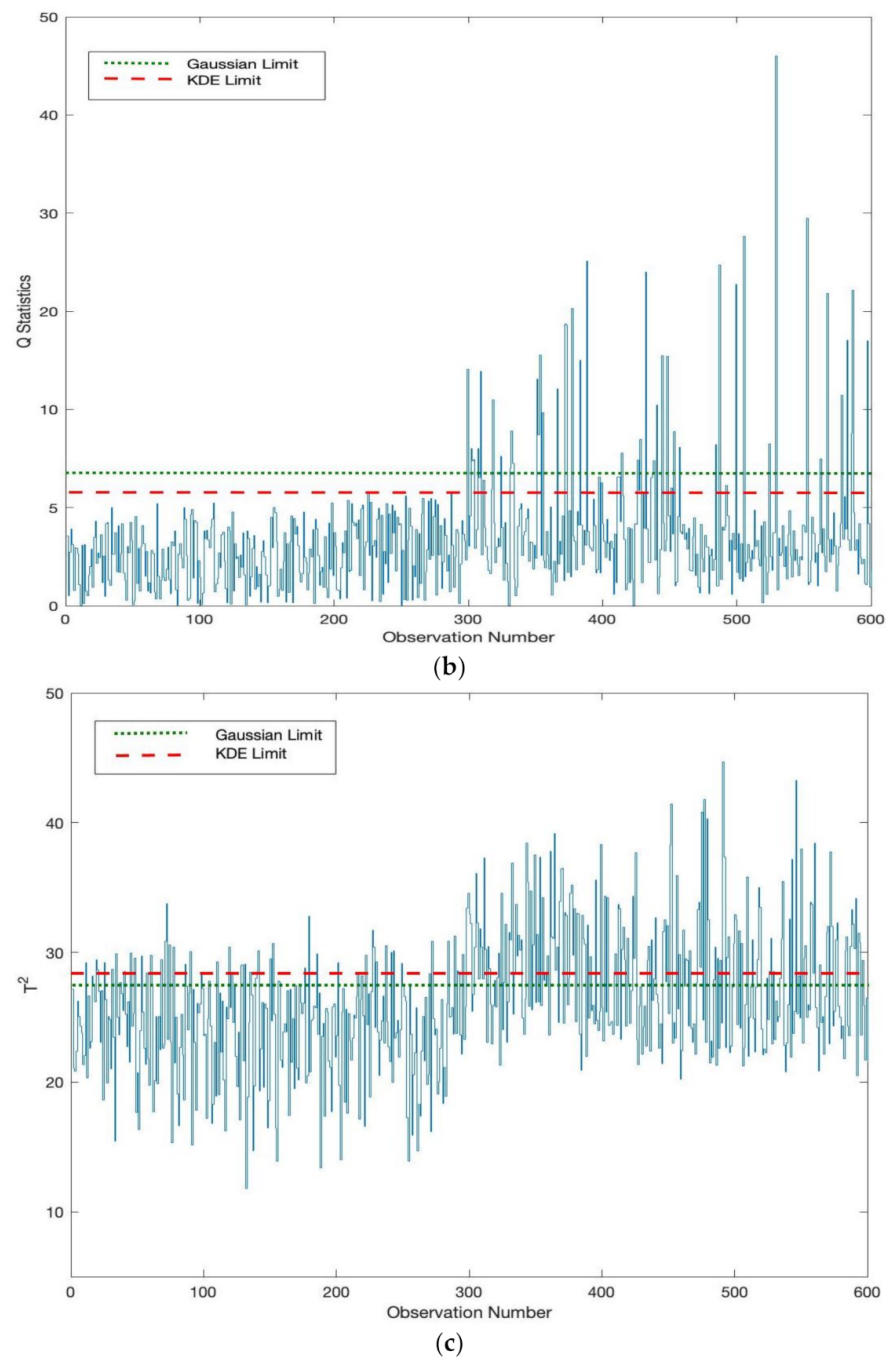 50
Gaussian Limit
KDE Limit
40
30
Q Statistics
20
10
5
0
0 100 200 300 400 500 600
Observation Number
(b)
50
Gaussian Limit
KDE Limit
40
30
T²
20
10
0 100 200 300 400 500 600
Observation Number
(c)